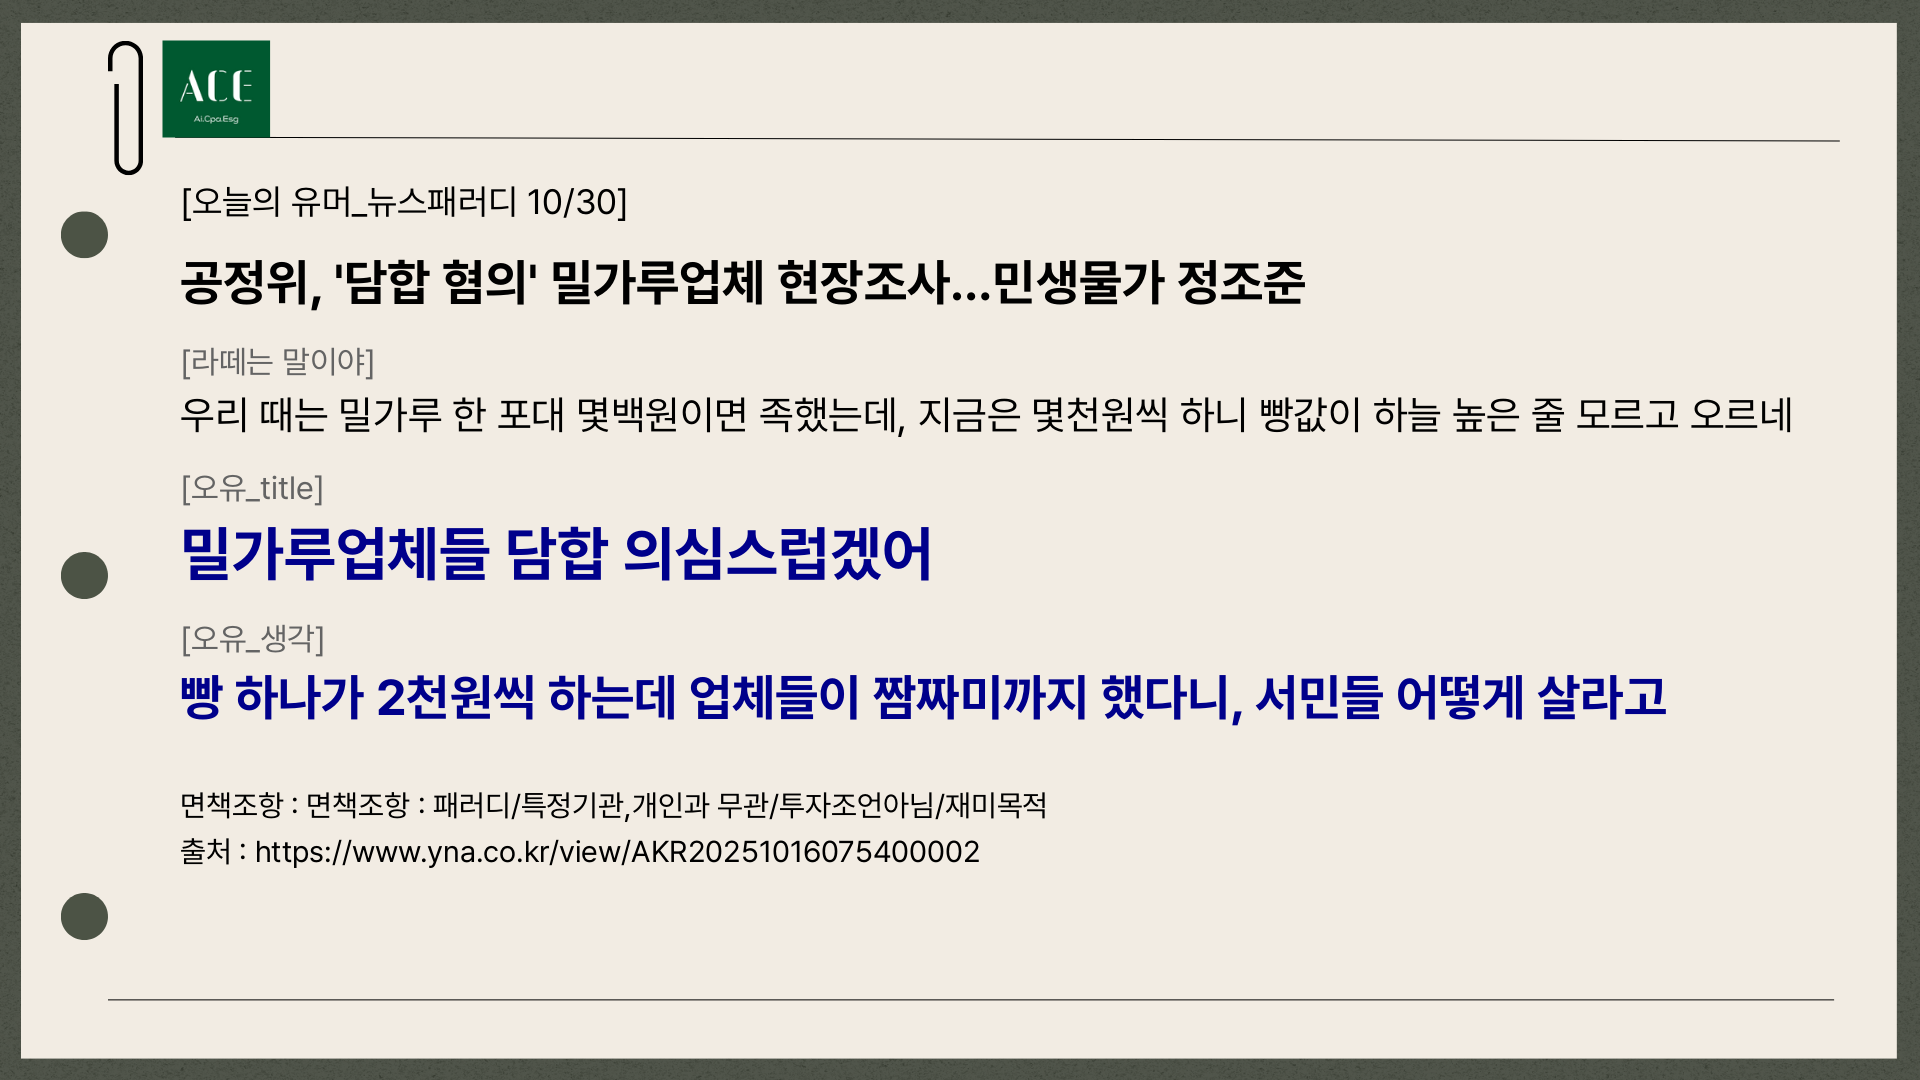 ACE
Ai.Cpa.Esg
[오늘의 유머_뉴스패러디 10/30]
공정위, '담합 혐의' 밀가루업체 현장조사...민생물가 정조준
[라떼는 말이야]
우리 때는 밀가루 한 포대 몇백원이면 족했는데, 지금은 몇천원씩 하니 빵값이 하늘 높은 줄 모르고 오르네
[오유_title]
밀가루업체들 담합 의심스럽겠어
[오유_생각]
빵 하나가 2천원씩 하는데 업체들이 짬짜미까지 했다니, 서민들 어떻게 살라고
면책조항 : 면책조항 : 패러디/특정기관,개인과 무관/투자조언아님/재미목적
출처 : https://www.yna.co.kr/view/AKR20251016075400002